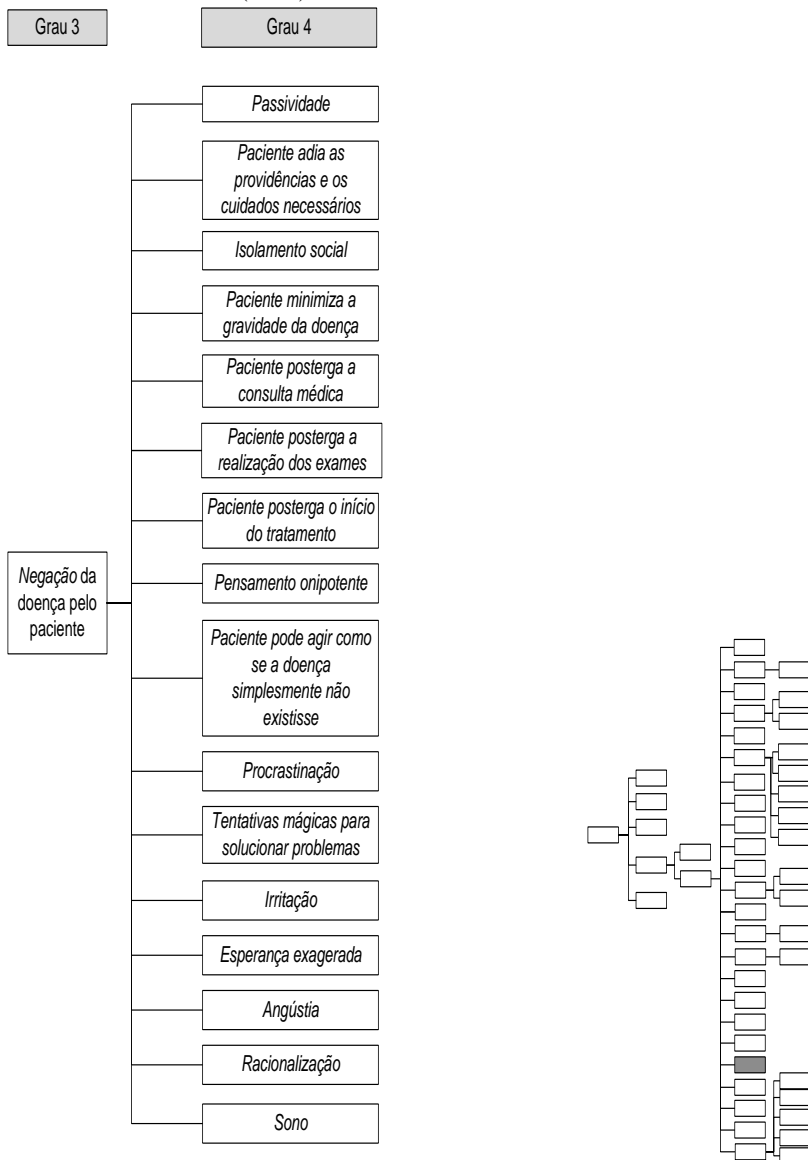 Grau 3
Grau 4
Passividade
Paciente adia as
providências e os
cuidados necessários
Isolamento social
Paciente minimiza a
gravidade da doença
Paciente posterga a
consulta médica
Paciente posterga a
realização dos exames
Paciente posterga o início
do tratamento
Negação da
doença pelo
paciente
Pensamento onipotente
Paciente pode agir como
se a doença
simplesmente não
existisse
Procrastinação
Tentativas mágicas para
solucionar problemas
Irritação
Esperança exagerada
Angústia
Racionalização
Sono